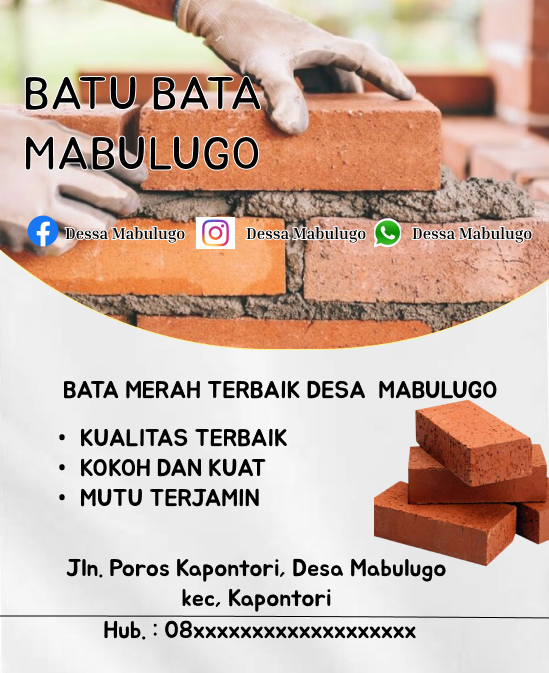 BATU BATA
MABULUGO
Dessa Mabulugo Dessa Mabulugo Dessa Mabulugo
BATA MERAH TERBAIK DESA MABULUGO
• KUALITAS TERBAIK
• KOKOH DAN KUAT
• MUTU TERJAMIN
Jln. Poros Kapontori, Desa Mabulugo
kec, Kapontori
Hub. : 08xxxxxxxxxxxxxxxxxxx